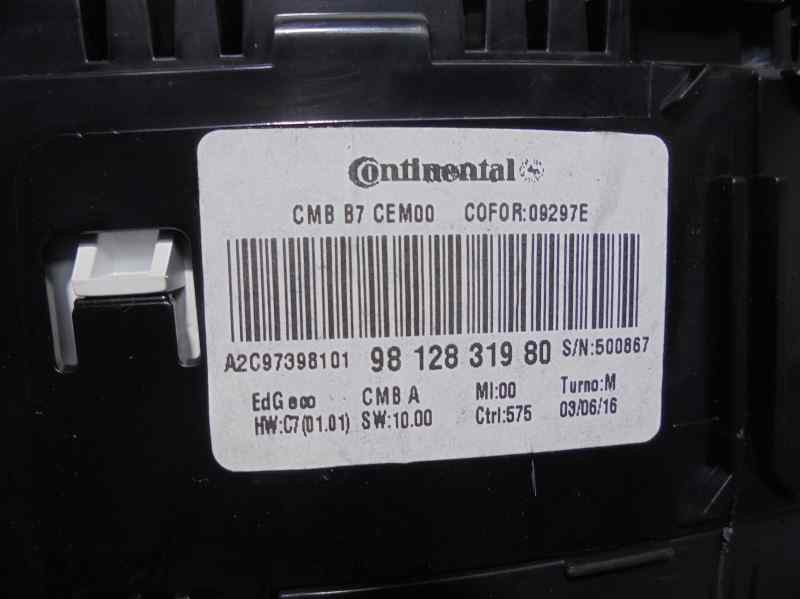 Continental
CMB B7 CEM00 COFOR:09297E
A2C97398101 98 128 319 80 S/N:500867
EdG eco CMB A MI:00 Turno:M
HW:C7(01.01) SW:10.00 Ctrl:575 03/06/16